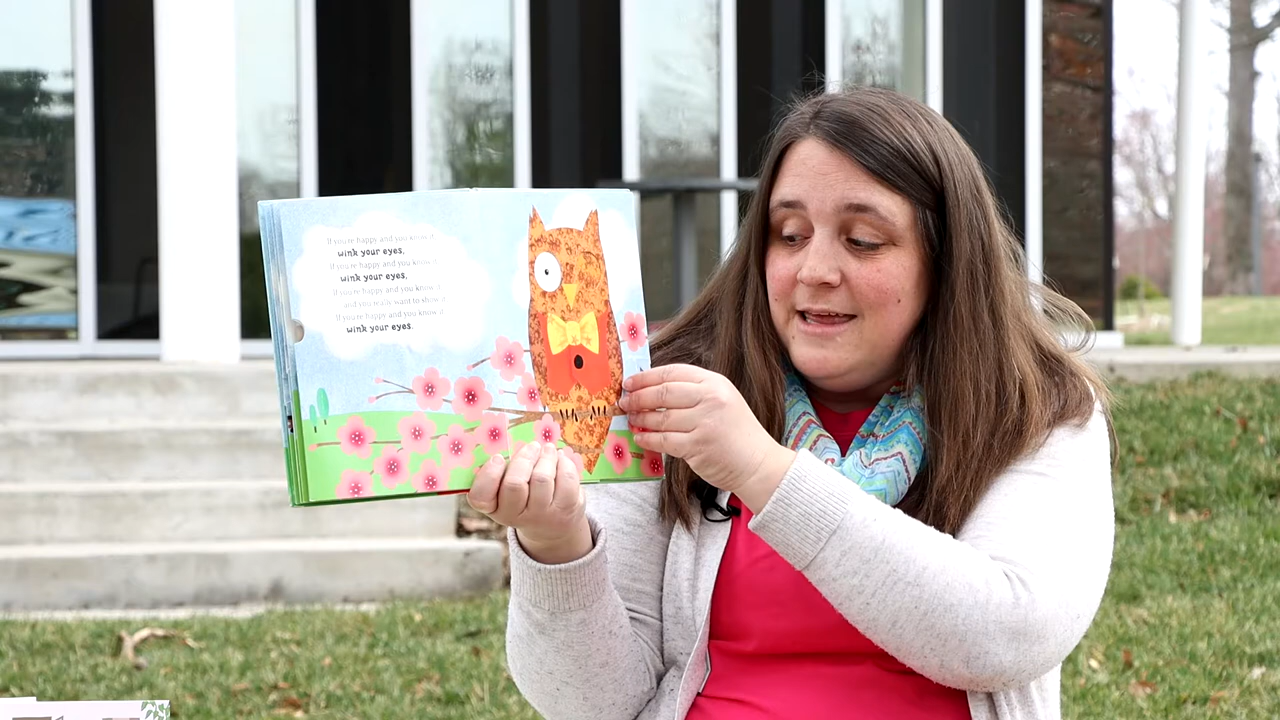 If you're happy and you know it,
wink your eyes,
If you're happy and you know it,
wink your eyes,
If you're happy and you know it
and you really want to show it,
If you're happy and you know it,
wink your eyes.